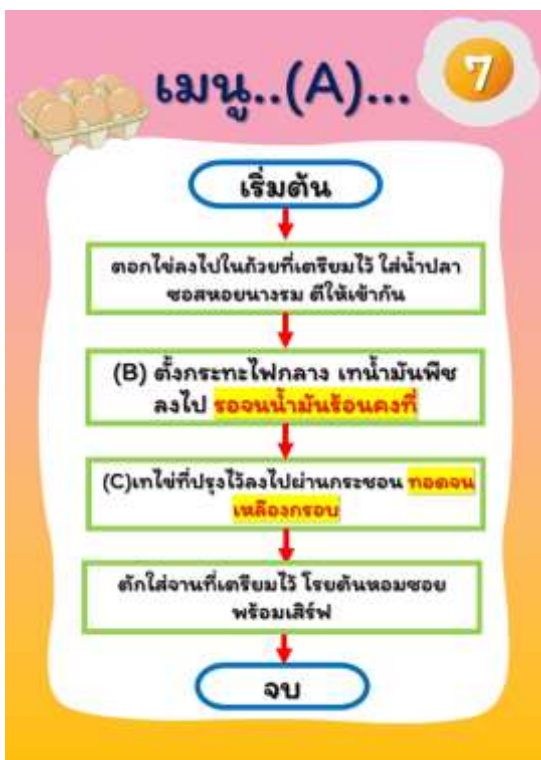 เมนู..(A)...
7
เริ่มต้น
ตอกไข่ลงไปในถ้วยที่เตรียมไว้ ใส่น้ำปลา
ซอสหอยนางรม ตีให้เข้ากัน
(B) ตั้งกระทะไฟกลาง เทน้ำมันพืช
ลงไป รอจนน้ำมันร้อนคงที่
(C)เทไข่ที่ปรุงไว้ลงไปผ่านกระชอน ทอดจน
เหลืองกรอบ
ตักใส่จานที่เตรียมไว้ โรยต้นหอมซอย
พร้อมเสิร์ฟ
จบ